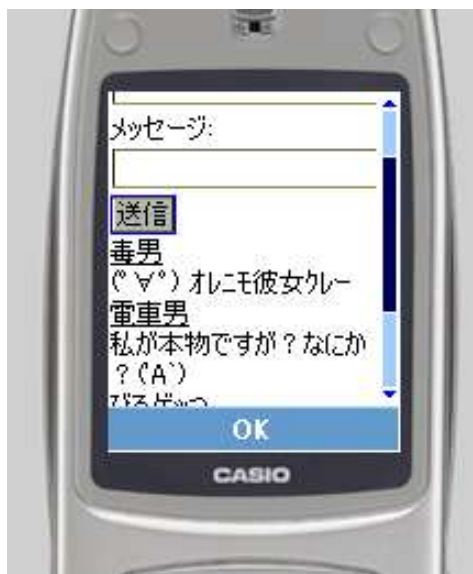 メッセージ:
送信
毒男
(ﾟ∀ﾟ) オレニモ彼女クレー
電車男
私が本物ですが？なにか
？('A`)
OK
CASIO